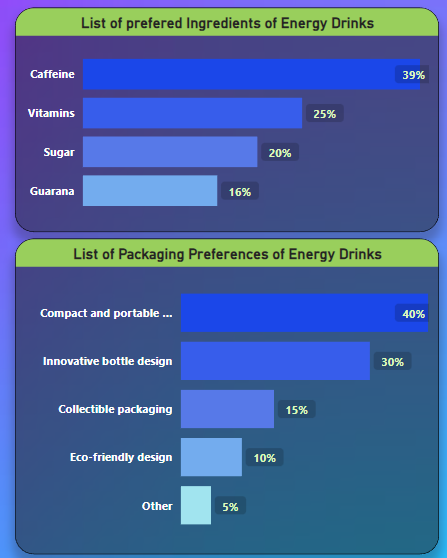 List of prefered Ingredients of Energy Drinks
Caffeine 39%
Vitamins 25%
Sugar 20%
Guarana 16%
List of Packaging Preferences of Energy Drinks
Compact and portable ... 40%
Innovative bottle design 30%
Collectible packaging 15%
Eco-friendly design 10%
Other 5%